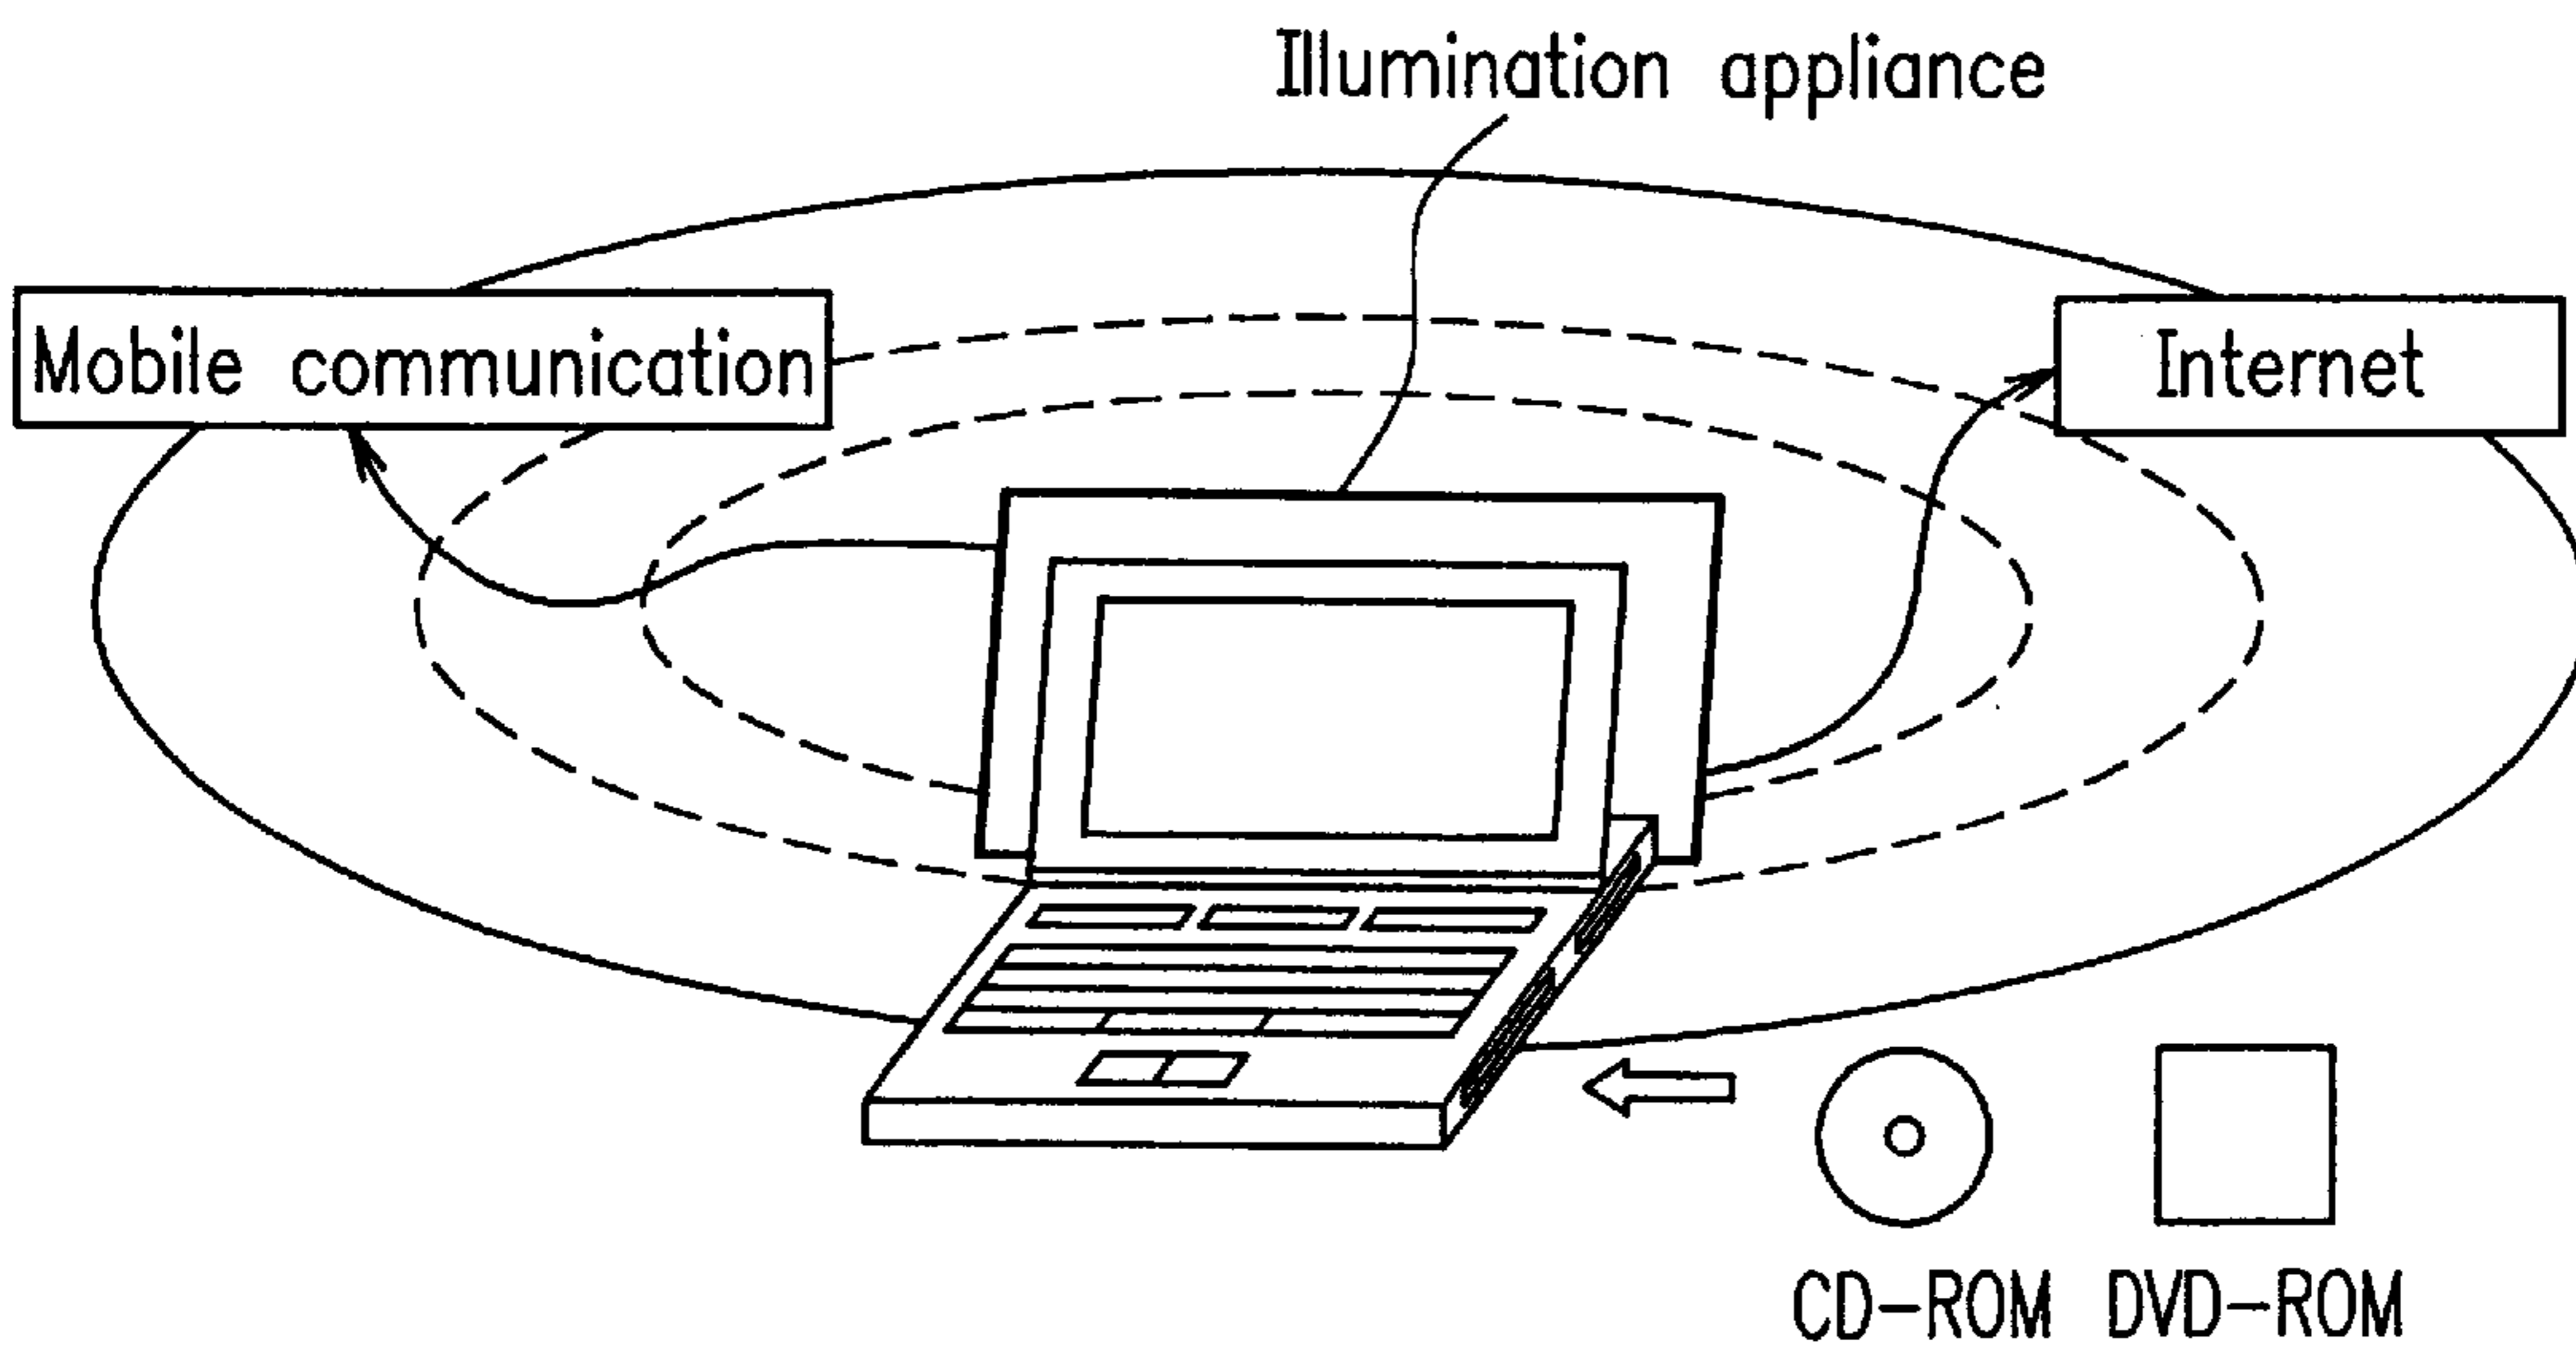 Illumination appliance
Mobile communication
Internet
CD-ROM DVD-ROM